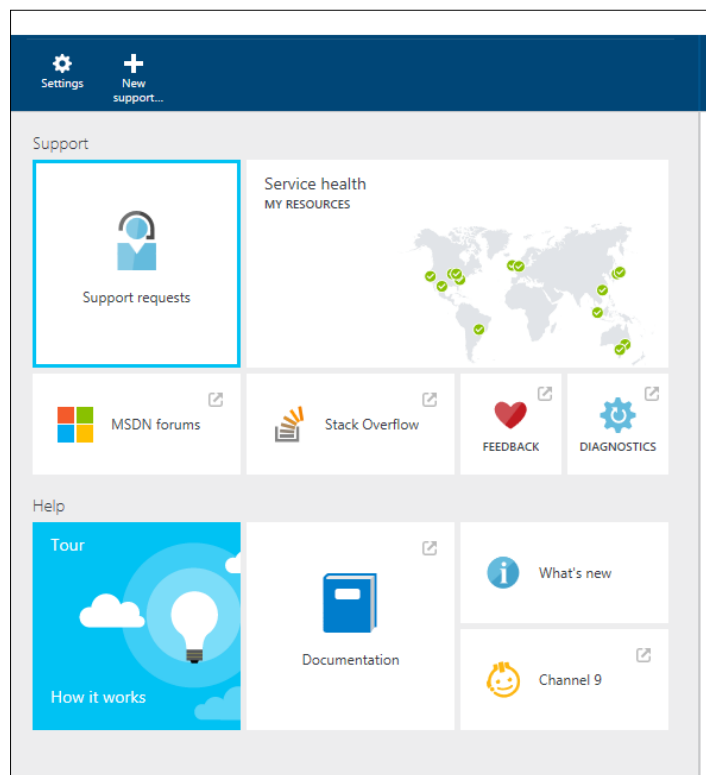 Settings
New
support...
Support
Support requests
Service health
MY RESOURCES
MSDN forums
Stack Overflow
FEEDBACK
DIAGNOSTICS
Help
Tour
How it works
Documentation
What's new
Channel 9